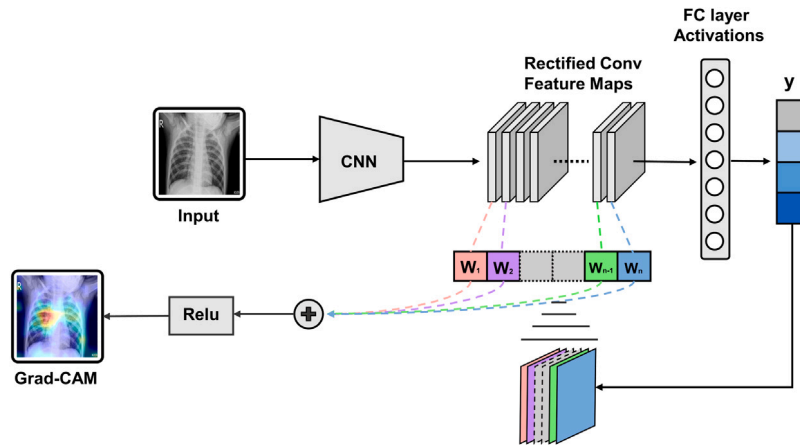 FC layer
Activations
Rectified Conv
Feature Maps
y
R
CNN
Input
W1
W2
Wn-1
Wn
R
Relu
+
Grad-CAM